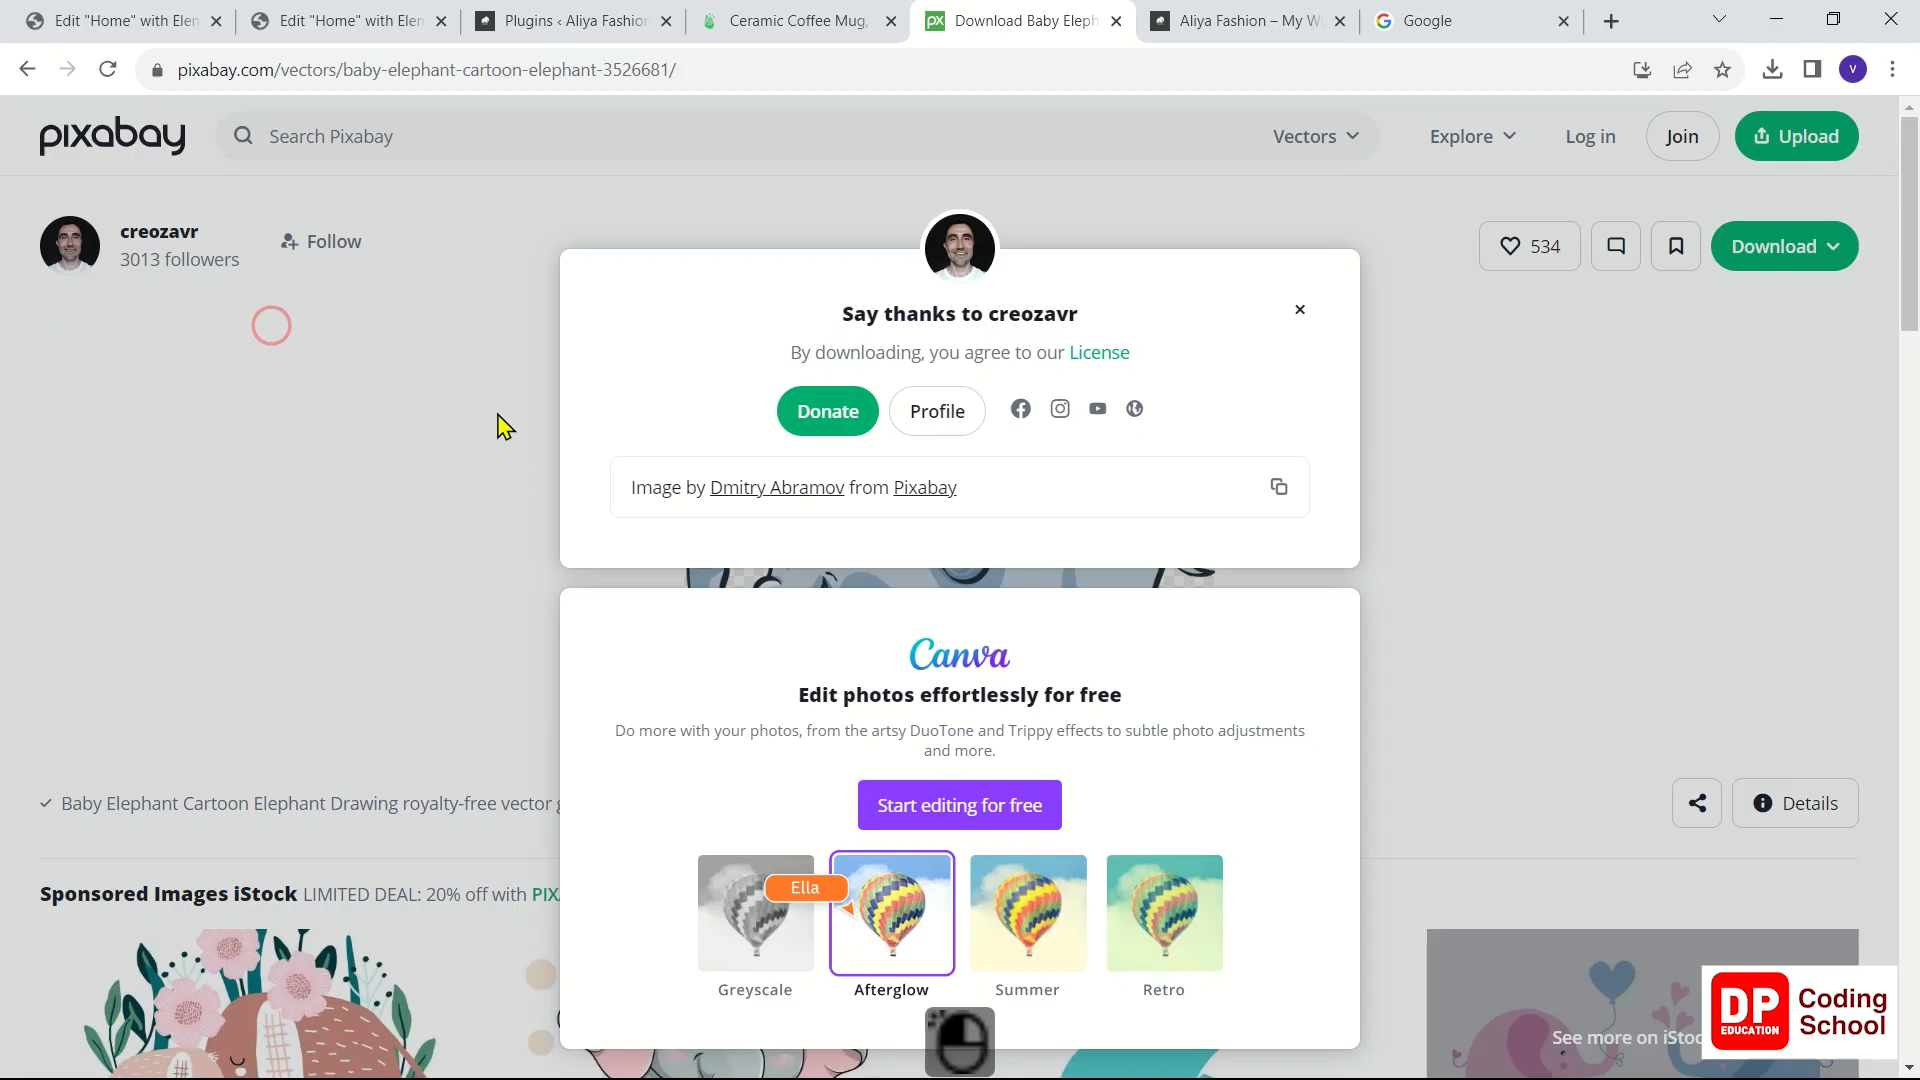 Edit "Home" with Elem
Edit "Home" with Elem
Plugins ‹ Aliya Fashion
Ceramic Coffee Mug,
Download Baby Eleph
Aliya Fashion – My W
Google
pixabay.com/vectors/baby-elephant-cartoon-elephant-3526681/
V
pixabay
Search Pixabay
Vectors
Explore
Log in
Join
Upload
creozavr
3013 followers
Follow
534
Download
Say thanks to creozavr
By downloading, you agree to our License
Donate
Profile
Image by Dmitry Abramov from Pixabay
Canva
Edit photos effortlessly for free
Do more with your photos, from the artsy DuoTone and Trippy effects to subtle photo adjustments
and more.
Start editing for free
Baby Elephant Cartoon Elephant Drawing royalty-free vector
Details
Sponsored Images iStock LIMITED DEAL: 20% off with PIX
Ella
Greyscale
Afterglow
Summer
Retro
See more on iStoc
DP
EDUCATION
Coding
School